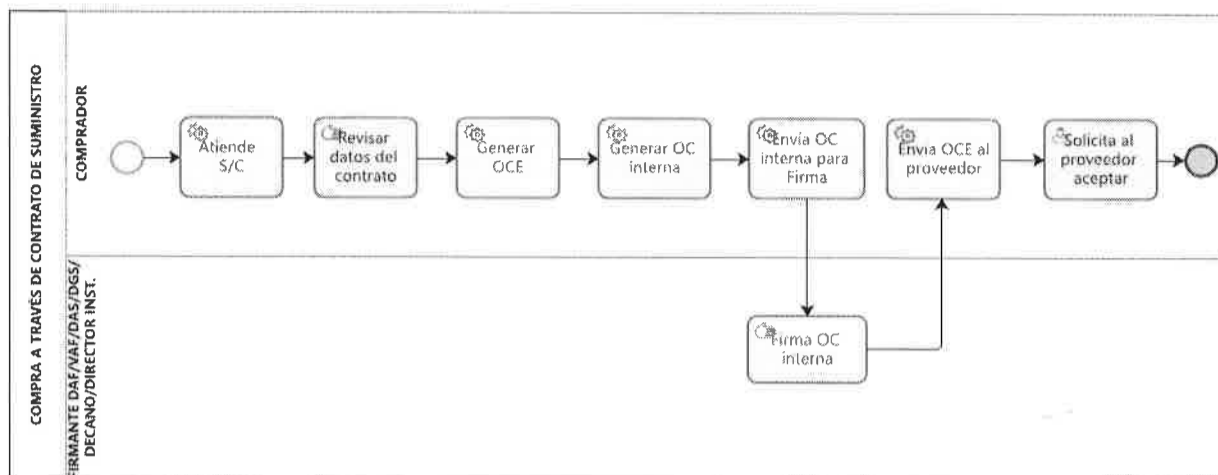 COMPRA A TRAVÉS DE CONTRATO DE SUMINISTRO
COMPRADOR
Atiende
S/C
Revisar
datos del
contrato
Generar
OCE
Generar OC
interna
Envía OC
interna para
Firma
Envia OCE al
proveedor
Solicita al
proveedor
aceptar
FIRMANTE DAF/VAF/DAS/DGS/
DECANO/DIRECTOR INST.
Firma OC
interna